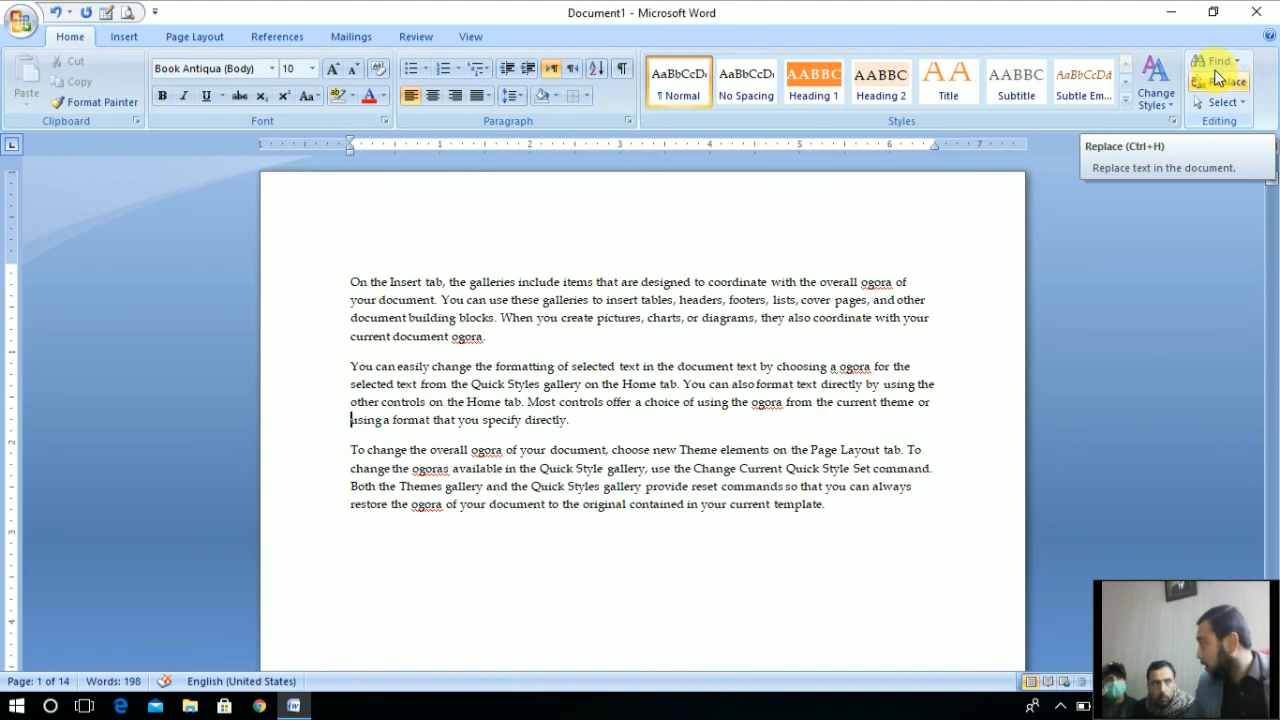 Document1 - Microsoft Word
Home Insert Page Layout References Mailings Review View
Paste
Cut
Copy
Format Painter
Clipboard
Book Antiqua (Body) 10
Font
Paragraph
AaBbCcDc AaBbCcDc AABBC AABBC AA AABBCC AaBbCcDd
¶ Normal No Spacing Heading 1 Heading 2 Title Subtitle Subtle Em...
Change Styles
Styles
Find
Replace
Select
Editing
Replace (Ctrl+H)
Replace text in the document.
On the Insert tab, the galleries include items that are designed to coordinate with the overall ogora of
your document. You can use these galleries to insert tables, headers, footers, lists, cover pages, and other
document building blocks. When you create pictures, charts, or diagrams, they also coordinate with your
current document ogora.
You can easily change the formatting of selected text in the document text by choosing a ogora for the
selected text from the Quick Styles gallery on the Home tab. You can also format text directly by using the
other controls on the Home tab. Most controls offer a choice of using the ogora from the current theme or
using a format that you specify directly.
To change the overall ogora of your document, choose new Theme elements on the Page Layout tab. To
change the ogoras available in the Quick Style gallery, use the Change Current Quick Style Set command.
Both the Themes gallery and the Quick Styles gallery provide reset commands so that you can always
restore the ogora of your document to the original contained in your current template.
Page: 1 of 14 Words: 198 English (United States)